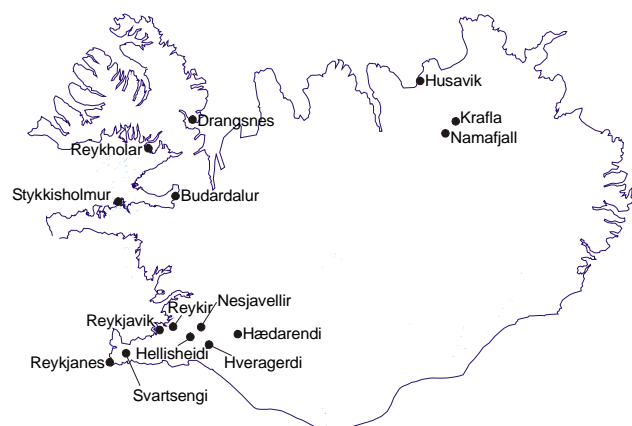 Husavik
Krafla
Drangsnes
Namafjall
Reykholar
Stykkisholmur
Budardalur
Nesjavellir
Reykir
Reykjavik
Hædarendi
Hellisheidi
Hveragerdi
Reykjanes
Svartsengi